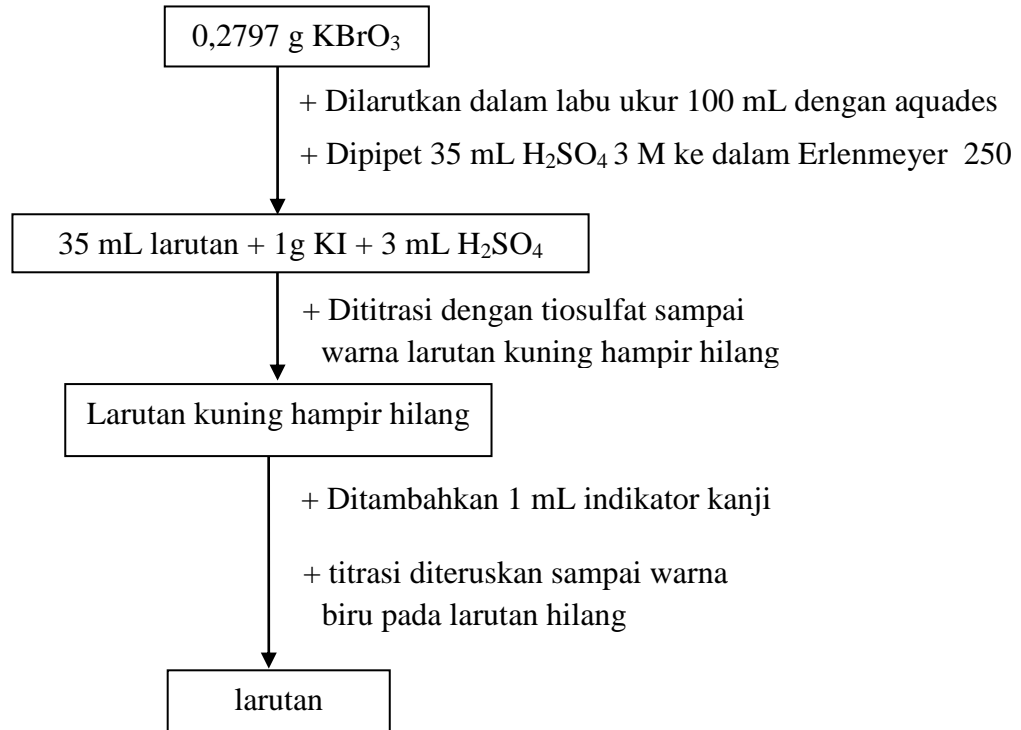 0,2797 g KBrO₃
+ Dilarutkan dalam labu ukur 100 mL dengan aquades
+ Dipipet 35 mL H₂SO₄ 3 M ke dalam Erlenmeyer 250
35 mL larutan + 1g KI + 3 mL H₂SO₄
+ Dititrasi dengan tiosulfat sampai
warna larutan kuning hampir hilang
Larutan kuning hampir hilang
+ Ditambahkan 1 mL indikator kanji
+ titrasi diteruskan sampai warna
biru pada larutan hilang
larutan